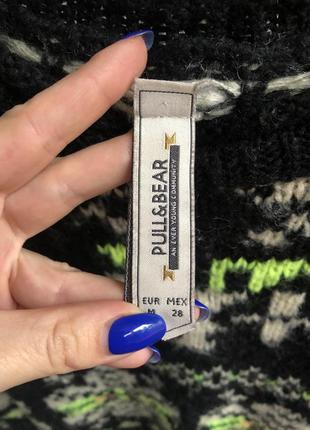 PULL&BEAR
AN EVER YOUNG COMMUNITY
EUR MEX
M 28